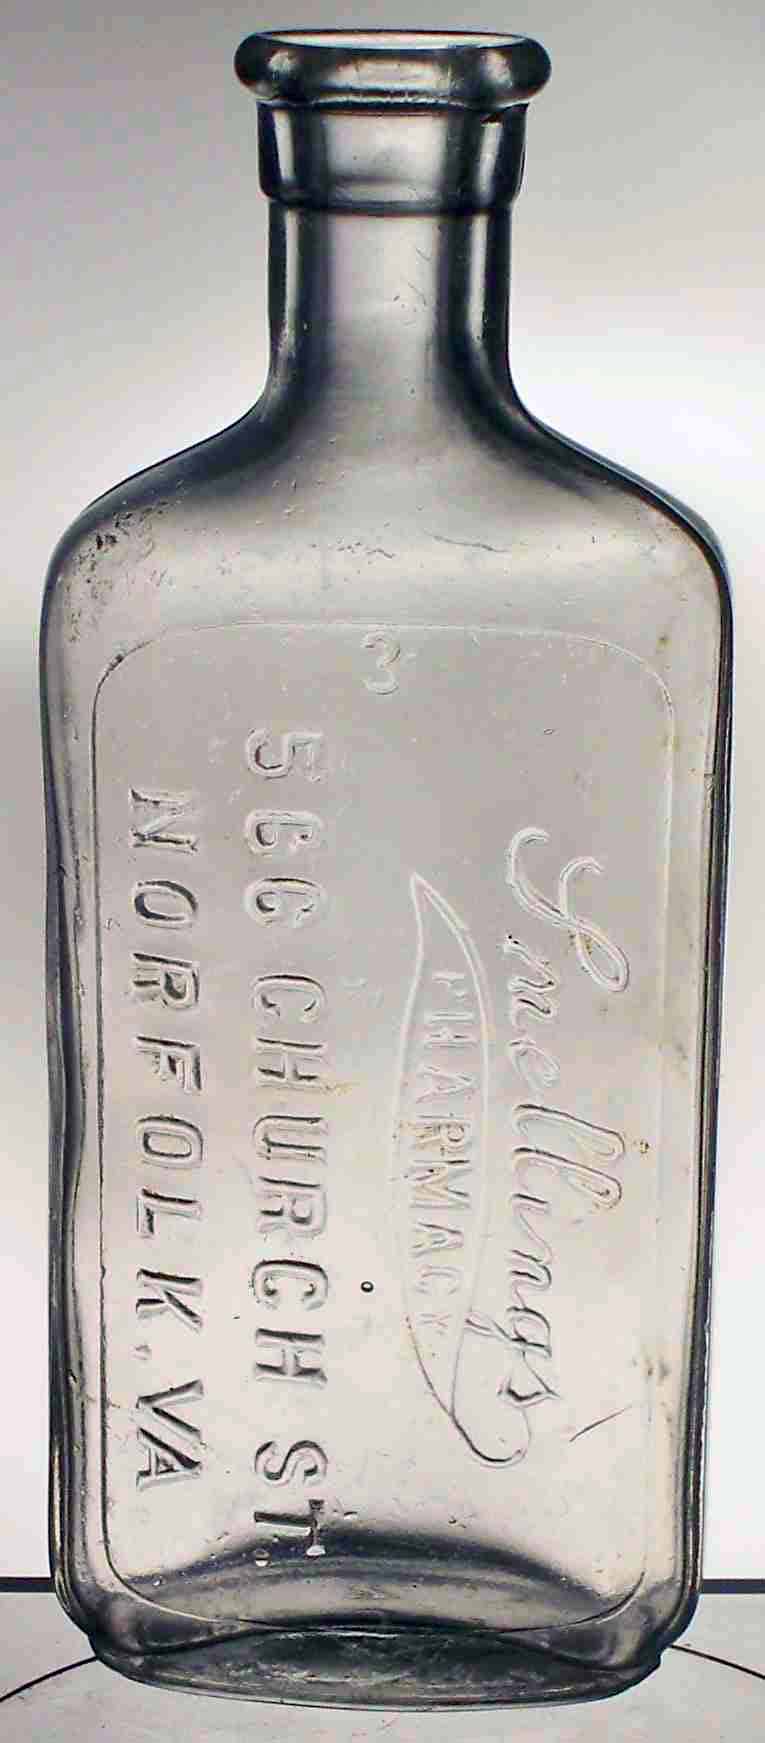 3
Snellings
PHARMACY
566 CHURCH ST.
NORFOLK. VA